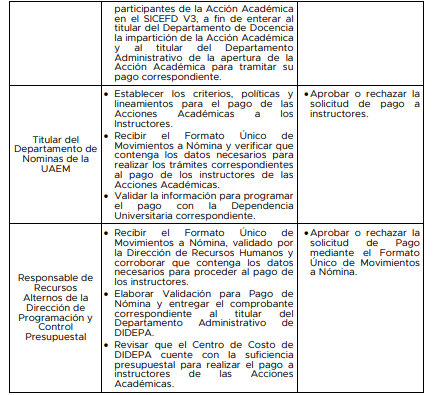 participantes de la Acción Académica
en el SICEFD V3, a fin de enterar al
titular del Departamento de Docencia
la impartición de la Acción Académica
y al titular del Departamento
Administrativo de la apertura de la
Acción Académica para tramitar su
pago correspondiente.
Titular del
Departamento de
Nominas de la
UAEM
• Establecer los criterios, políticas y
lineamientos para el pago de las
Acciones Académicas a los
Instructores.
• Recibir el Formato Único de
Movimientos a Nómina y verificar que
contenga los datos necesarios para
realizar los trámites correspondientes
al pago de los instructores de las
Acciones Académicas.
• Validar la información para programar
el pago con la Dependencia
Universitaria correspondiente.
• Aprobar o rechazar la
solicitud de pago a
instructores.
Responsable de
Recursos
Alternos de la
Dirección de
Programación y
Control
Presupuestal
• Recibir el Formato Único de
Movimientos a Nómina, validado por
la Dirección de Recursos Humanos y
corroborar que contenga los datos
necesarios para proceder al pago de
los instructores.
• Elaborar Validación para Pago de
Nómina y entregar el comprobante
correspondiente al titular del
Departamento Administrativo de
DIDEPA.
• Revisar que el Centro de Costo de
DIDEPA cuente con la suficiencia
presupuestal para realizar el pago a
instructores de las Acciones
Académicas.
• Aprobar o rechazar la
solicitud de Pago
mediante el Formato
Único de Movimientos
a Nómina.